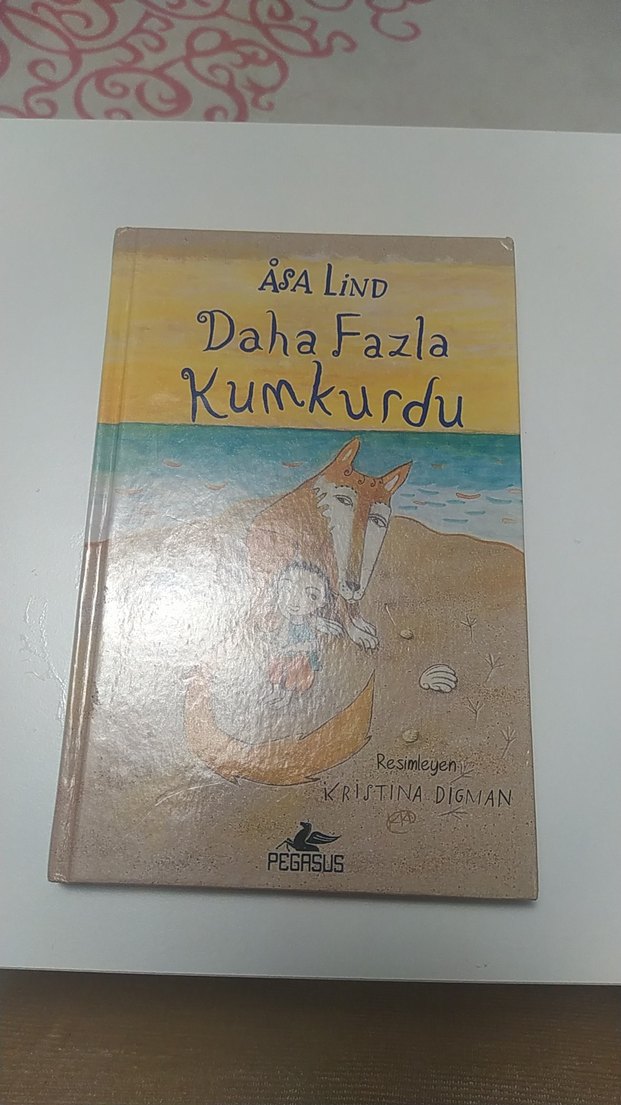 ÅSA LiND
Daha Fazla
Kumkurdu
Resimleyen
KRISTINA DIGMAN
PEGASUS